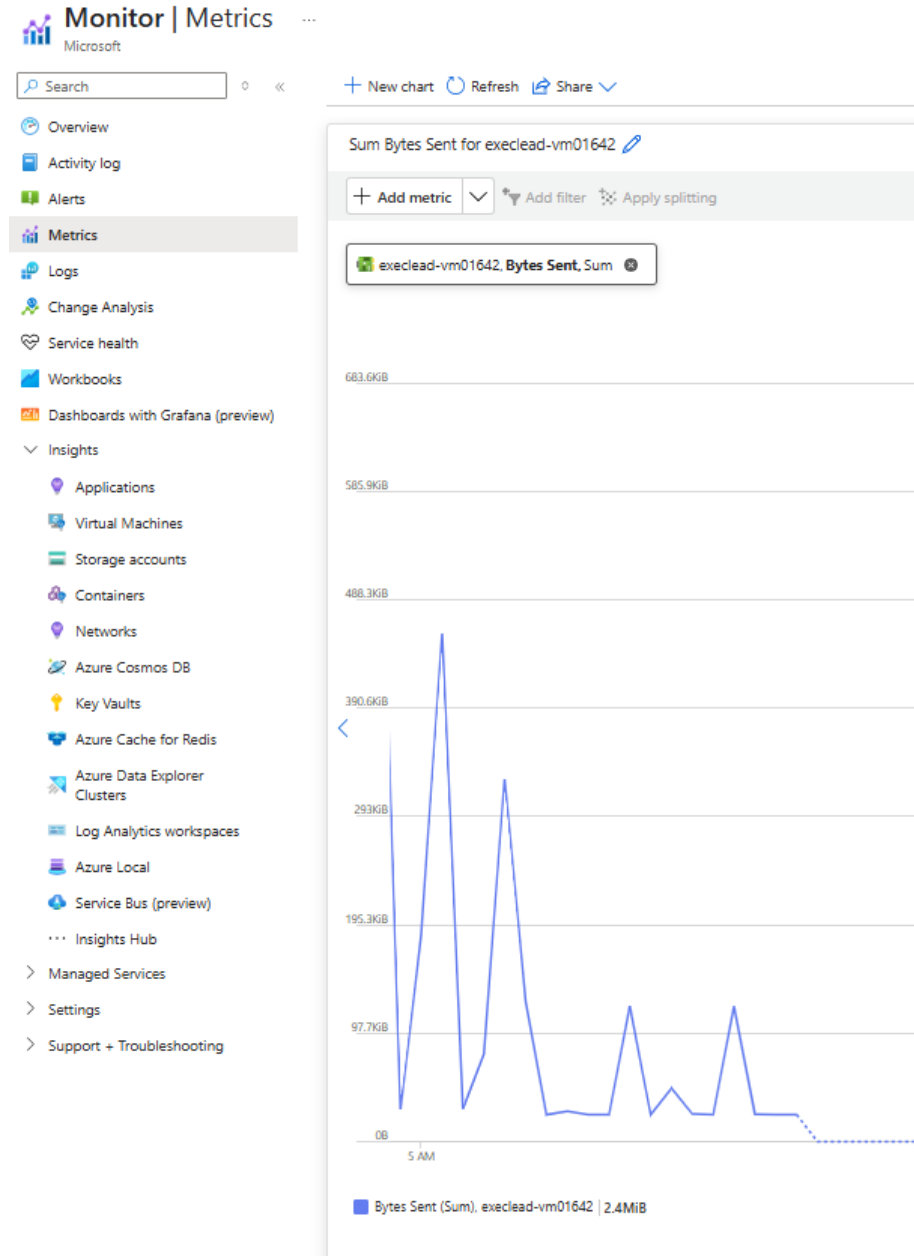 Monitor | Metrics ...
Microsoft
Search
Overview
Activity log
Alerts
Metrics
Logs
Change Analysis
Service health
Workbooks
Dashboards with Grafana (preview)
Insights
Applications
Virtual Machines
Storage accounts
Containers
Networks
Azure Cosmos DB
Key Vaults
Azure Cache for Redis
Azure Data Explorer
Clusters
Log Analytics workspaces
Azure Local
Service Bus (preview)
Insights Hub
Managed Services
Settings
Support + Troubleshooting
New chart Refresh Share
Sum Bytes Sent for execlead-vm01642
Add metric Add filter Apply splitting
execlead-vm01642, Bytes Sent, Sum
683.6KiB
585.9KiB
488.3KiB
390.6KiB
293KiB
195.3KiB
97.7KiB
0B
5 AM
Bytes Sent (Sum), execlead-vm01642 | 2.4MiB